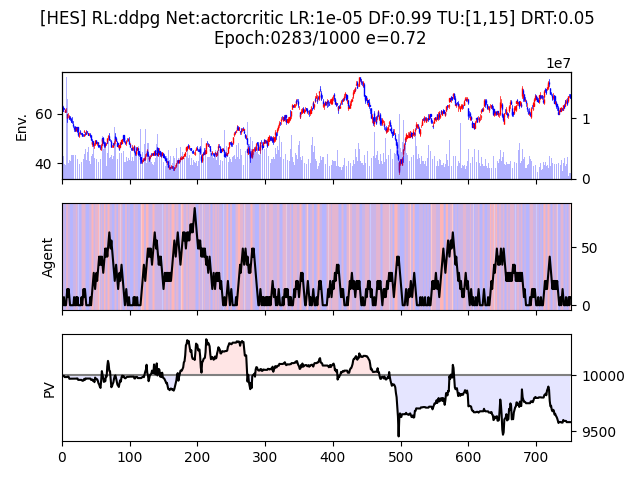 [HES] RL:ddpg Net:actorcritic LR:1e-05 DF:0.99 TU:[1,15] DRT:0.05
Epoch:0283/1000 e=0.72
1e7
Env.
60
40
1
0
Agent
50
0
PV
10000
9500
0 100 200 300 400 500 600 700